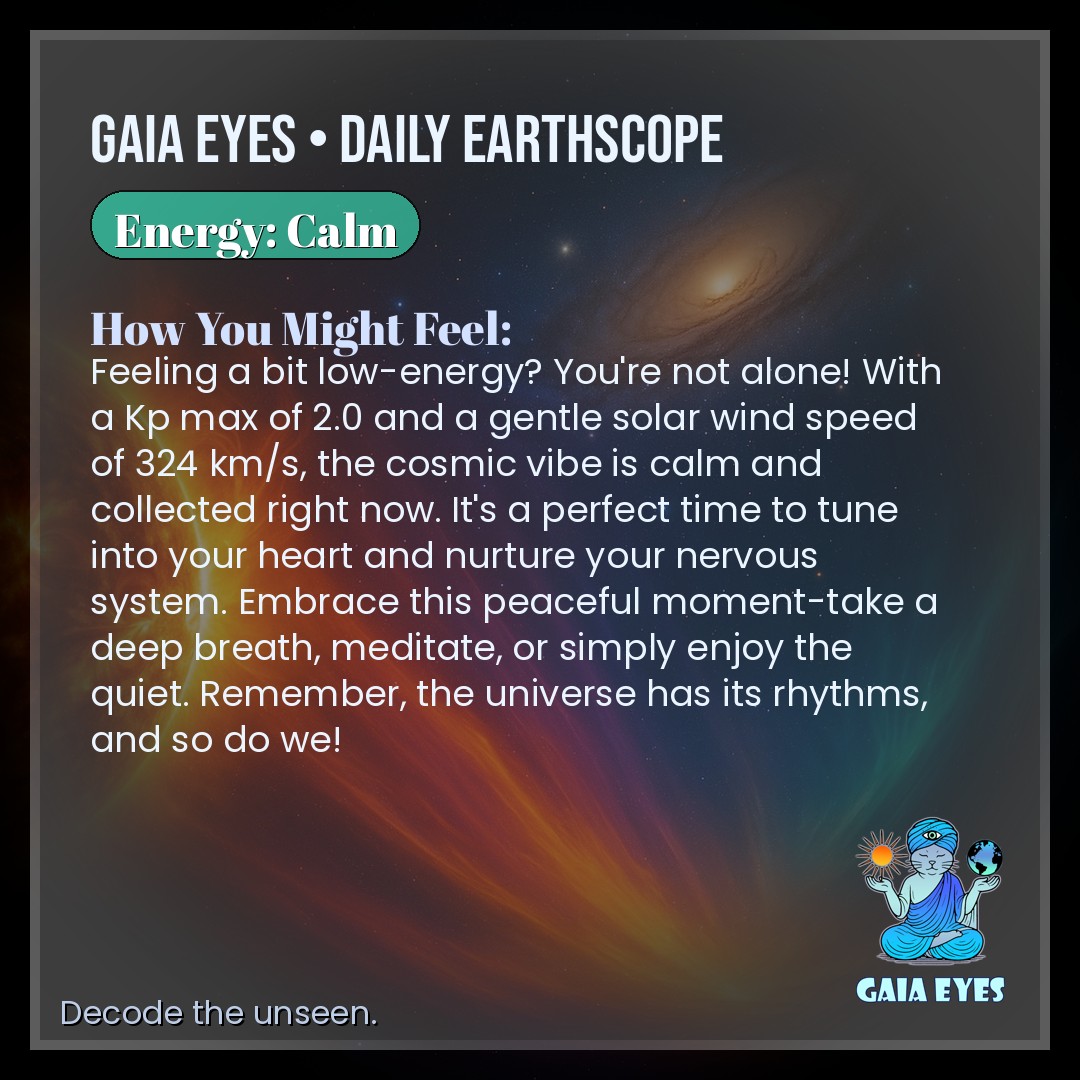 GAIA EYES • DAILY EARTHSCOPE
Energy: Calm
How You Might Feel:
Feeling a bit low-energy? You're not alone! With
a Kp max of 2.0 and a gentle solar wind speed
of 324 km/s, the cosmic vibe is calm and
collected right now. It's a perfect time to tune
into your heart and nurture your nervous
system. Embrace this peaceful moment-take a
deep breath, meditate, or simply enjoy the
quiet. Remember, the universe has its rhythms,
and so do we!
GAIA EYES
Decode the unseen.